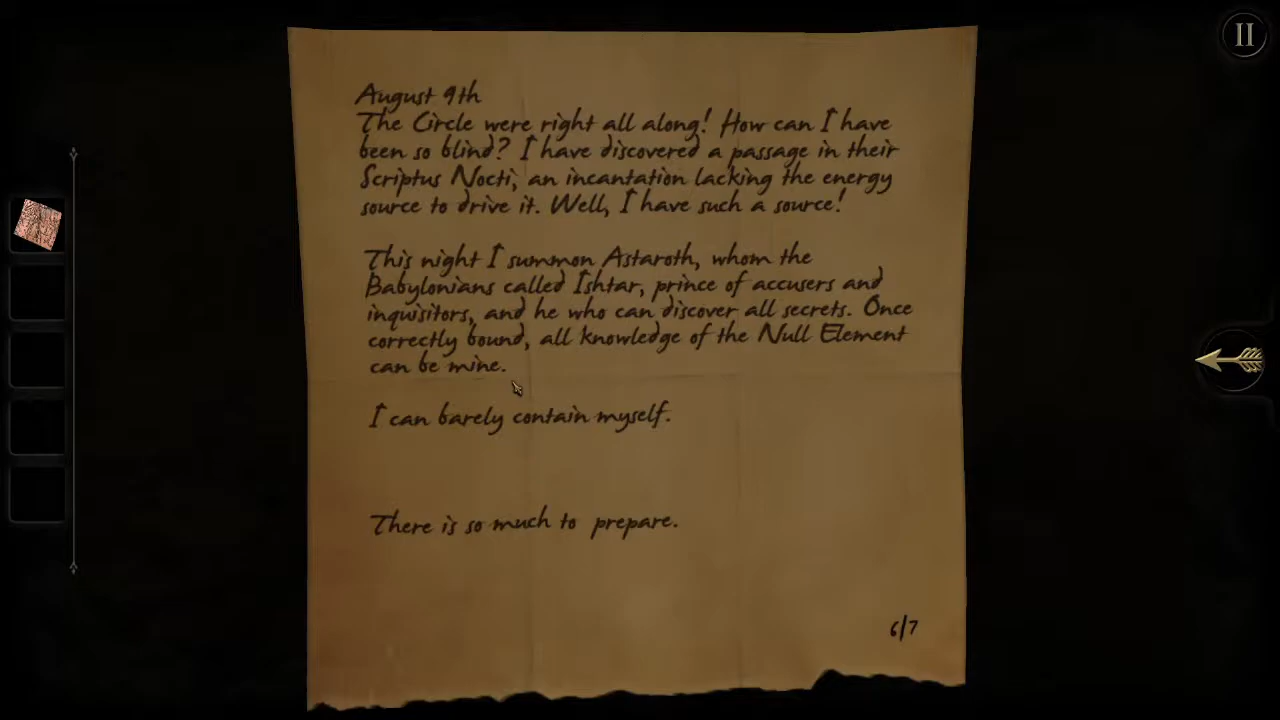 August 9th
The Circle were right all along! How can I have
been so blind? I have discovered a passage in their
Scriptus Nocti, an incantation lacking the energy
source to drive it. Well, I have such a source!
This night I summon Astaroth, whom the
Babylonians called Ishtar, prince of accusers and
inquisitors, and he who can discover all secrets. Once
correctly bound, all knowledge of the Null Element
can be mine.
I can barely contain myself.
There is so much to prepare.
6/7